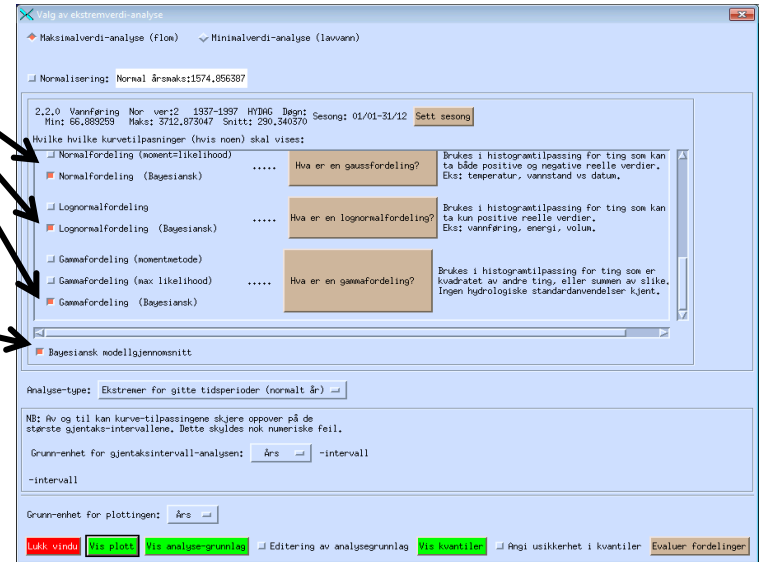 Valg av ekstremverdi-analyse
Maksimalverdi-analyse (flom) Minimalverdi-analyse (lavvann)
Normalisering: Normal årsmaks:1574.856387
2.2.0 Vannføring Nor ver:2 1937-1997 HYDAG Døgn: Sesong: 01/01-31/12 Sett sesong
Min: 66.889259 Maks: 3712.873047 Snitt: 290.340370
Hvilke hvilke kurvetilpasninger (hvis noen) skal vises:
Normalfordeling (moment=likelihood)
Normalfordeling (Bayesiansk)
..... Hva er en gaussfordeling?
Brukes i histogramtilpassing for ting som kan
ta både positive og negative reelle verdier.
Eks: temperatur, vannstand vs datum.
Lognormalfordeling
Lognormalfordeling (Bayesiansk)
..... Hva er en lognormalfordeling?
Brukes i histogramtilpassing for ting som kan
ta kun positive reelle verdier.
Eks: vannføring, energi, volum.
Gammafordeling (momentmetode)
Gammafordeling (max likelihood)
Gammafordeling (Bayesiansk)
..... Hva er en gammafordeling?
Brukes i histogramtilpassing for ting som er
kvadratet av andre ting, eller summen av slike.
Ingen hydrologiske standardanvendelser kjent.
Bayesiansk modellgjennomsnitt
Analyse-type: Ekstremer for gitte tidsperioder (normalt år)
NB: Av og til kan kurve-tilpassingene skjere oppover på de
største gjentaks-intervallene. Dette skyldes nok numeriske feil.
Grunn-enhet for gjentaksintervall-analysen: Års -intervall
-intervall
Grunn-enhet for plottingen: Års
Lukk vindu Vis plott Vis analyse-grunnlag Editering av analysegrunnlag Vis kvantiler Angi usikkerhet i kvantiler Evaluer fordelinger